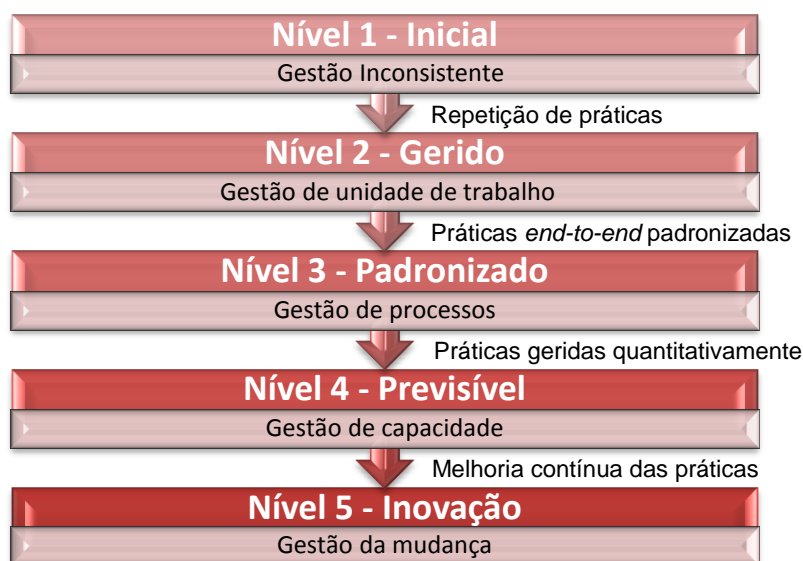 Nível 1 - Inicial
Gestão Inconsistente
Repetição de práticas
Nível 2 - Gerido
Gestão de unidade de trabalho
Práticas end-to-end padronizadas
Nível 3 - Padronizado
Gestão de processos
Práticas geridas quantitativamente
Nível 4 - Previsível
Gestão de capacidade
Melhoria contínua das práticas
Nível 5 - Inovação
Gestão da mudança